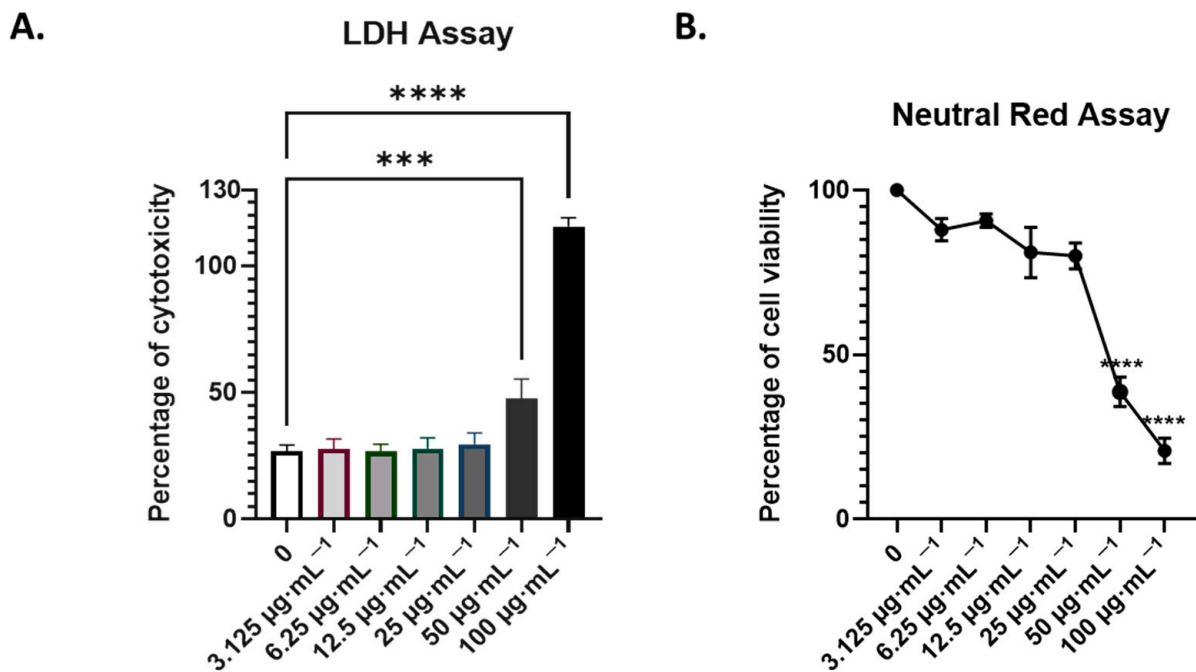 A.
LDH Assay
****
***
Percentage of cytotoxicity
130
100
50
0
0
3.125 µg·mL⁻¹
6.25 µg·mL⁻¹
12.5 µg·mL⁻¹
25 µg·mL⁻¹
50 µg·mL⁻¹
100 µg·mL⁻¹
B.
Neutral Red Assay
Percentage of cell viability
100
50
0
****
****
0
3.125 µg·mL⁻¹
6.25 µg·mL⁻¹
12.5 µg·mL⁻¹
25 µg·mL⁻¹
50 µg·mL⁻¹
100 µg·mL⁻¹